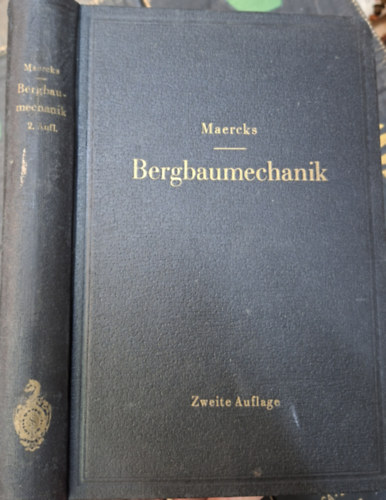 Maercks
Bergbau-
mechanik
2. Aufl.
Maercks
Bergbaumechanik
Zweite Auflage